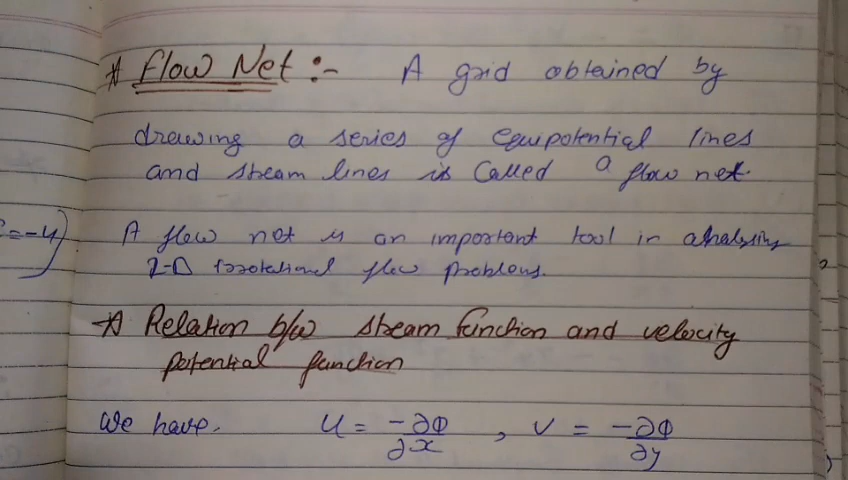 * Flow Net :- A grid obtained by
drawing a series of equipotential lines
and stream lines is called a flow net.
A flow net is an important tool in analysing
2-D irrotational flow problems.
* Relation b/w stream function and velocity
potential function
We have, U = -∂Φ/∂x , V = -∂Φ/∂y